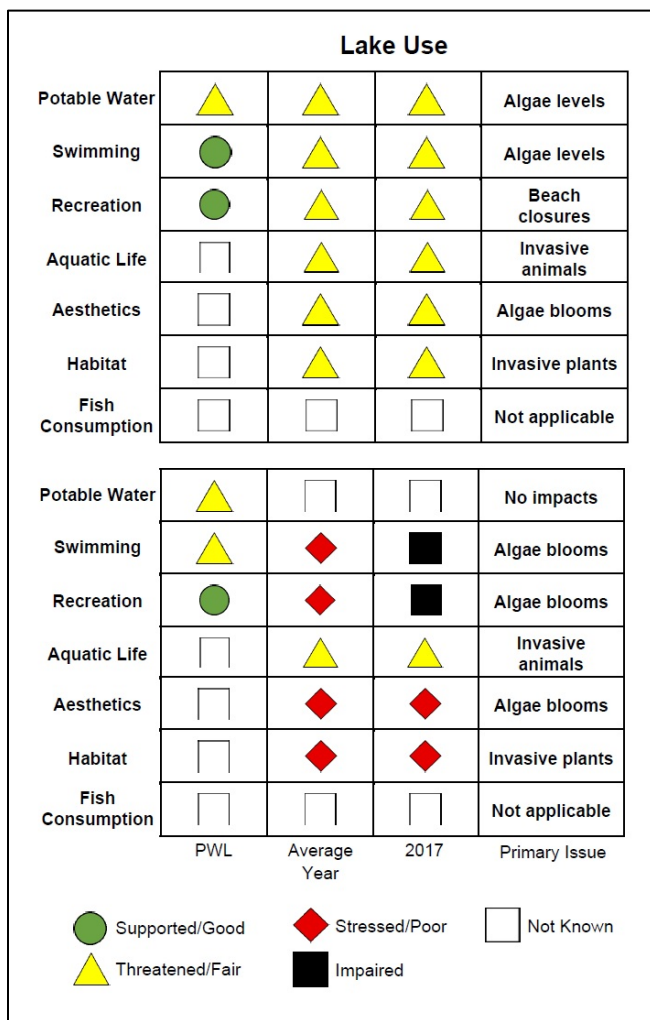 Lake Use
Potable Water
Algae levels
Swimming
Algae levels
Recreation
Beach
closures
Aquatic Life
Invasive
animals
Aesthetics
Algae blooms
Habitat
Invasive plants
Fish
Consumption
Not applicable
Potable Water
No impacts
Swimming
Algae blooms
Recreation
Algae blooms
Aquatic Life
Invasive
animals
Aesthetics
Algae blooms
Habitat
Invasive plants
Fish
Consumption
Not applicable
PWL
Average
Year
2017
Primary Issue
Supported/Good
Stressed/Poor
Not Known
Threatened/Fair
Impaired